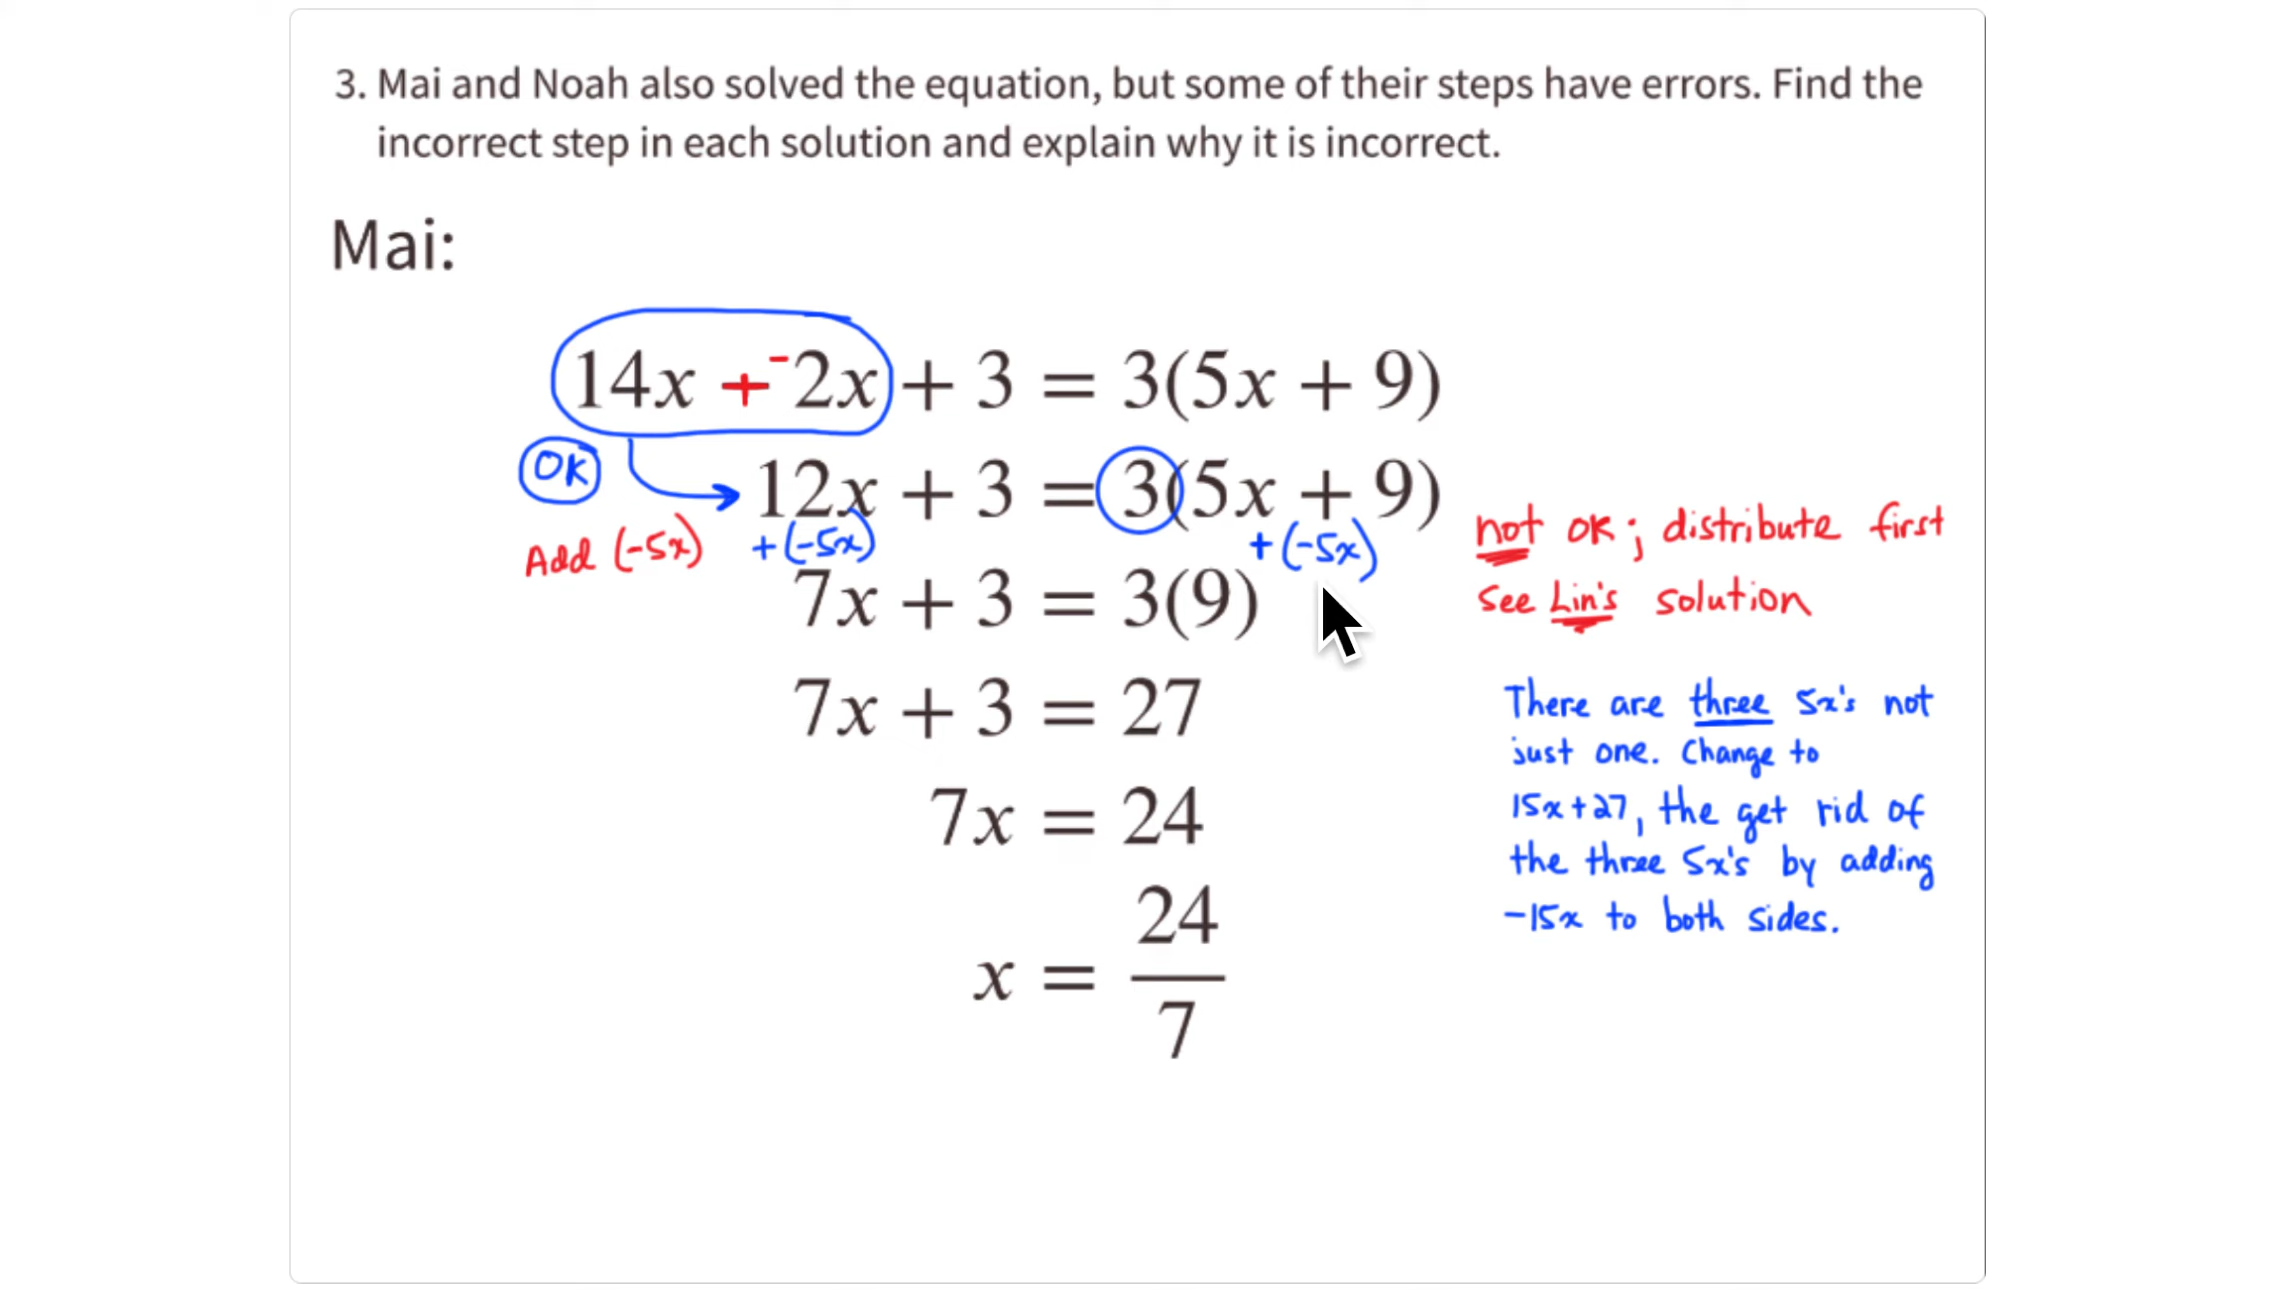 3. Mai and Noah also solved the equation, but some of their steps have errors. Find the
incorrect step in each solution and explain why it is incorrect.
Mai:
14x + -2x + 3 = 3(5x + 9)
OK
12x + 3 = 3(5x + 9)
not OK; distribute first
Add (-5x) +(-5x) +(-5x)
7x + 3 = 3(9)
see Lin's solution
7x + 3 = 27
There are three 5x's not
just one. Change to
7x = 24
15x+27, the get rid of
the three 5x's by adding
-15x to both sides.
x = 24/7